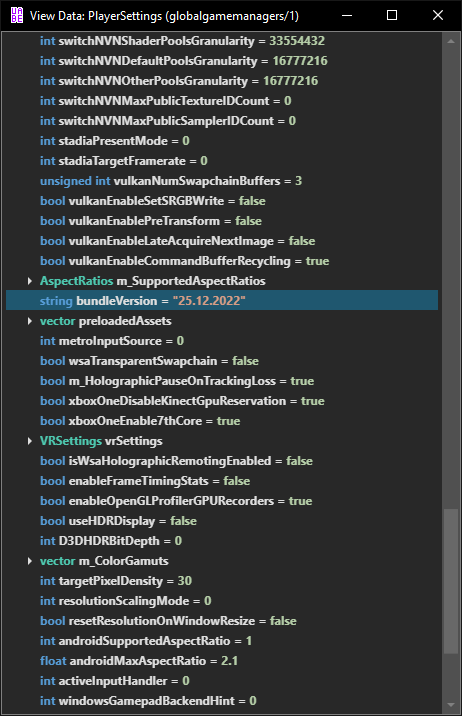 UABE
View Data: PlayerSettings (globalgamemanagers/1)
int switchNVNShaderPoolsGranularity = 33554432
int switchNVNDefaultPoolsGranularity = 16777216
int switchNVNOtherPoolsGranularity = 16777216
int switchNVNMaxPublicTextureIDCount = 0
int switchNVNMaxPublicSamplerIDCount = 0
int stadiaPresentMode = 0
int stadiaTargetFramerate = 0
unsigned int vulkanNumSwapchainBuffers = 3
bool vulkanEnableSetSRGBWrite = false
bool vulkanEnablePreTransform = false
bool vulkanEnableLateAcquireNextImage = false
bool vulkanEnableCommandBufferRecycling = true
AspectRatios m_SupportedAspectRatios
string bundleVersion = "25.12.2022"
vector preloadedAssets
int metroInputSource = 0
bool wsaTransparentSwapchain = false
bool m_HolographicPauseOnTrackingLoss = true
bool xboxOneDisableKinectGpuReservation = true
bool xboxOneEnable7thCore = true
VRSettings vrSettings
bool isWsaHolographicRemotingEnabled = false
bool enableFrameTimingStats = false
bool enableOpenGLProfilerGPURecorders = true
bool useHDRDisplay = false
int D3DHDRBitDepth = 0
vector m_ColorGamuts
int targetPixelDensity = 30
int resolutionScalingMode = 0
bool resetResolutionOnWindowResize = false
int androidSupportedAspectRatio = 1
float androidMaxAspectRatio = 2.1
int activeInputHandler = 0
int windowsGamepadBackendHint = 0